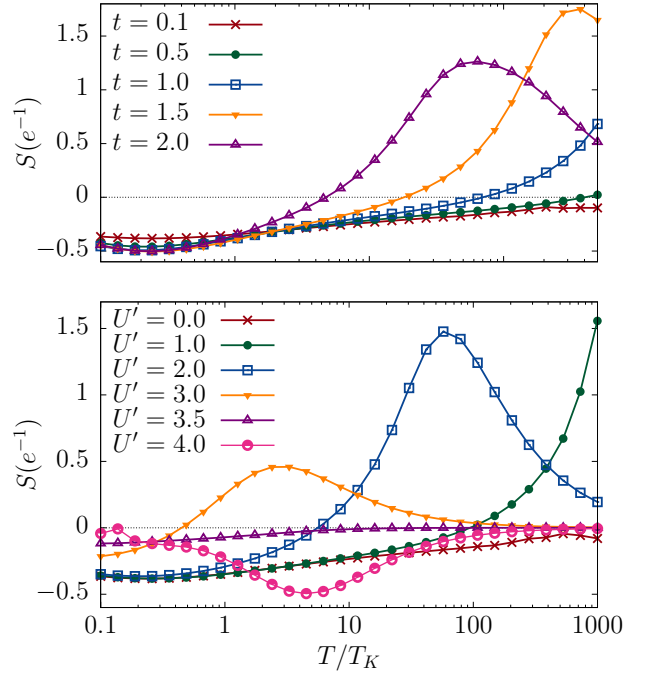 1.5
1
0.5
0
−0.5
S(e⁻¹)
t = 0.1
t = 0.5
t = 1.0
t = 1.5
t = 2.0
1.5
1
0.5
0
−0.5
S(e⁻¹)
U′ = 0.0
U′ = 1.0
U′ = 2.0
U′ = 3.0
U′ = 3.5
U′ = 4.0
0.1 1 10 100 1000
T/T_K